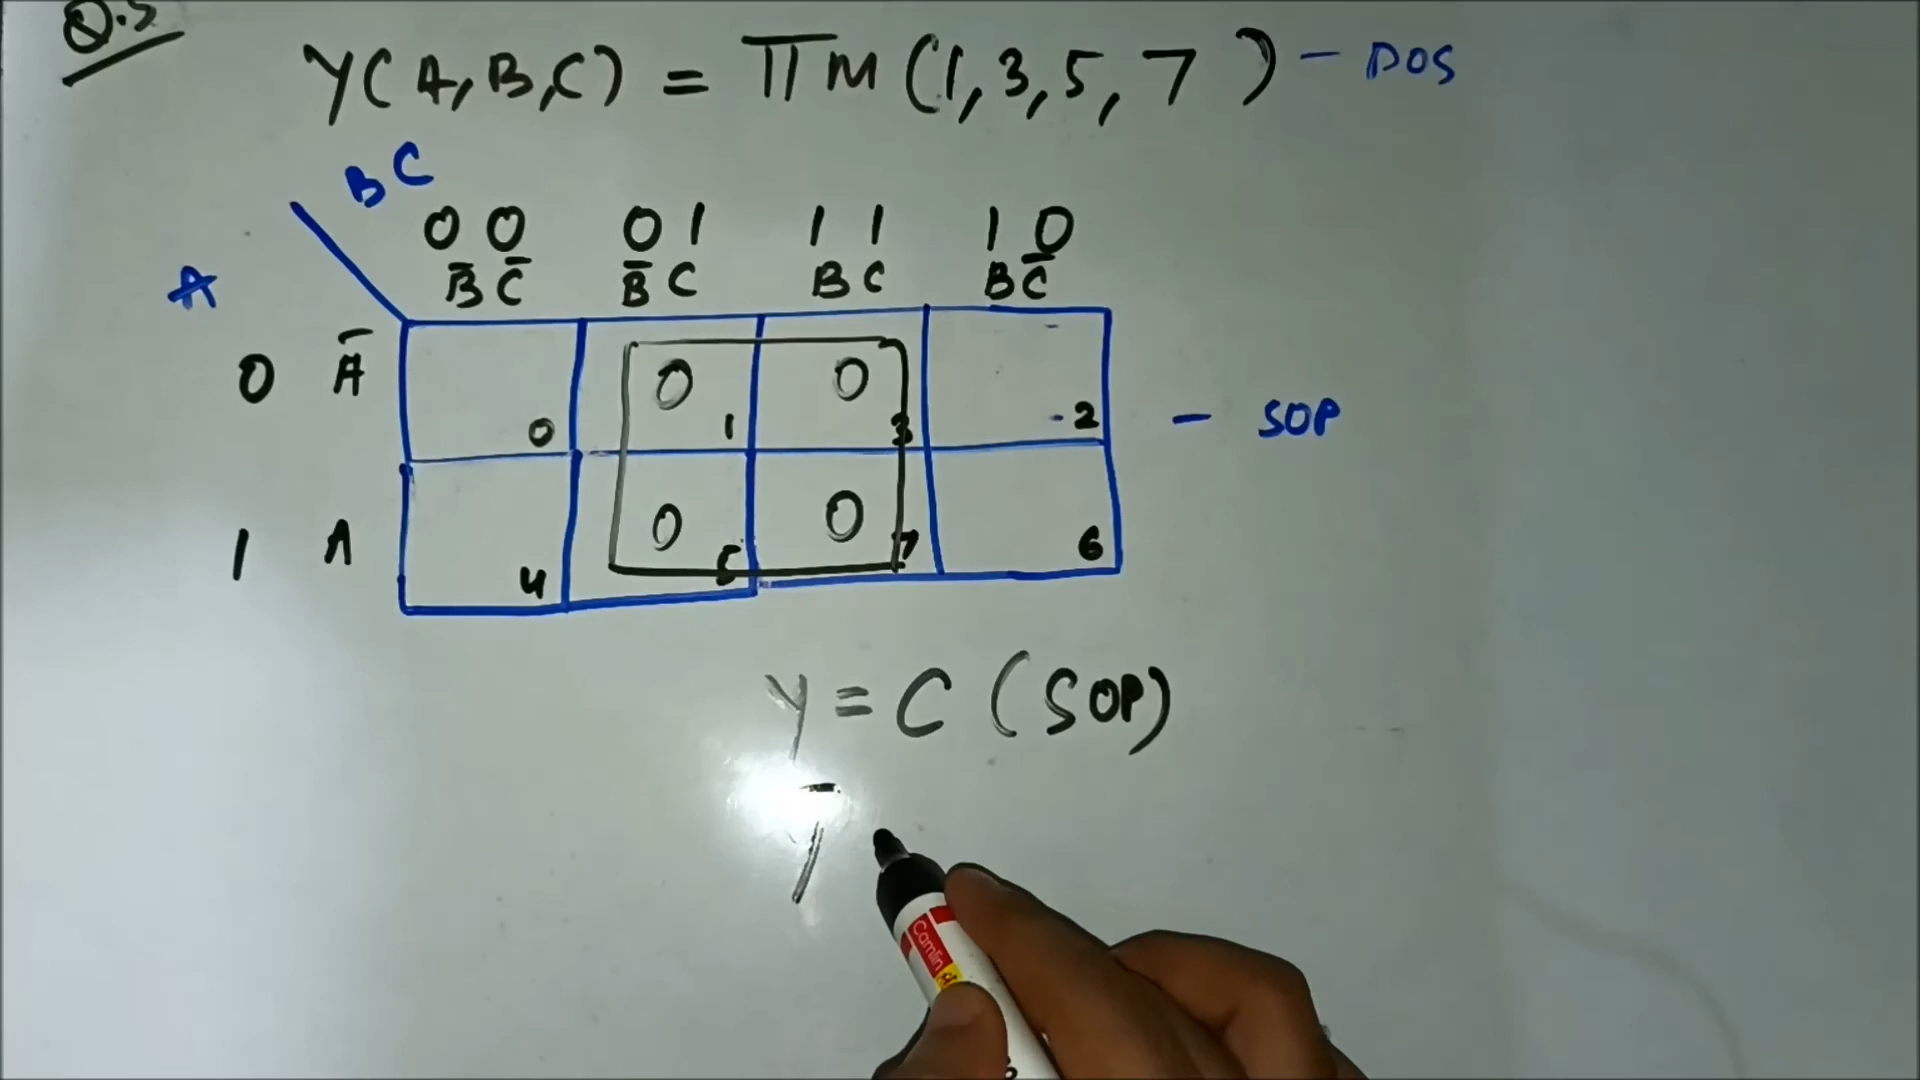 Q.5
Y(A,B,C) = ΠM(1,3,5,7) - POS
BC
A
00 01 11 10
B̅C̅ B̅C BC BC̅
0 A̅ 0 0 - SOP
0 1 3 2
1 A 0 0
4 5 7 6
Y = C (SOP)
Camlin